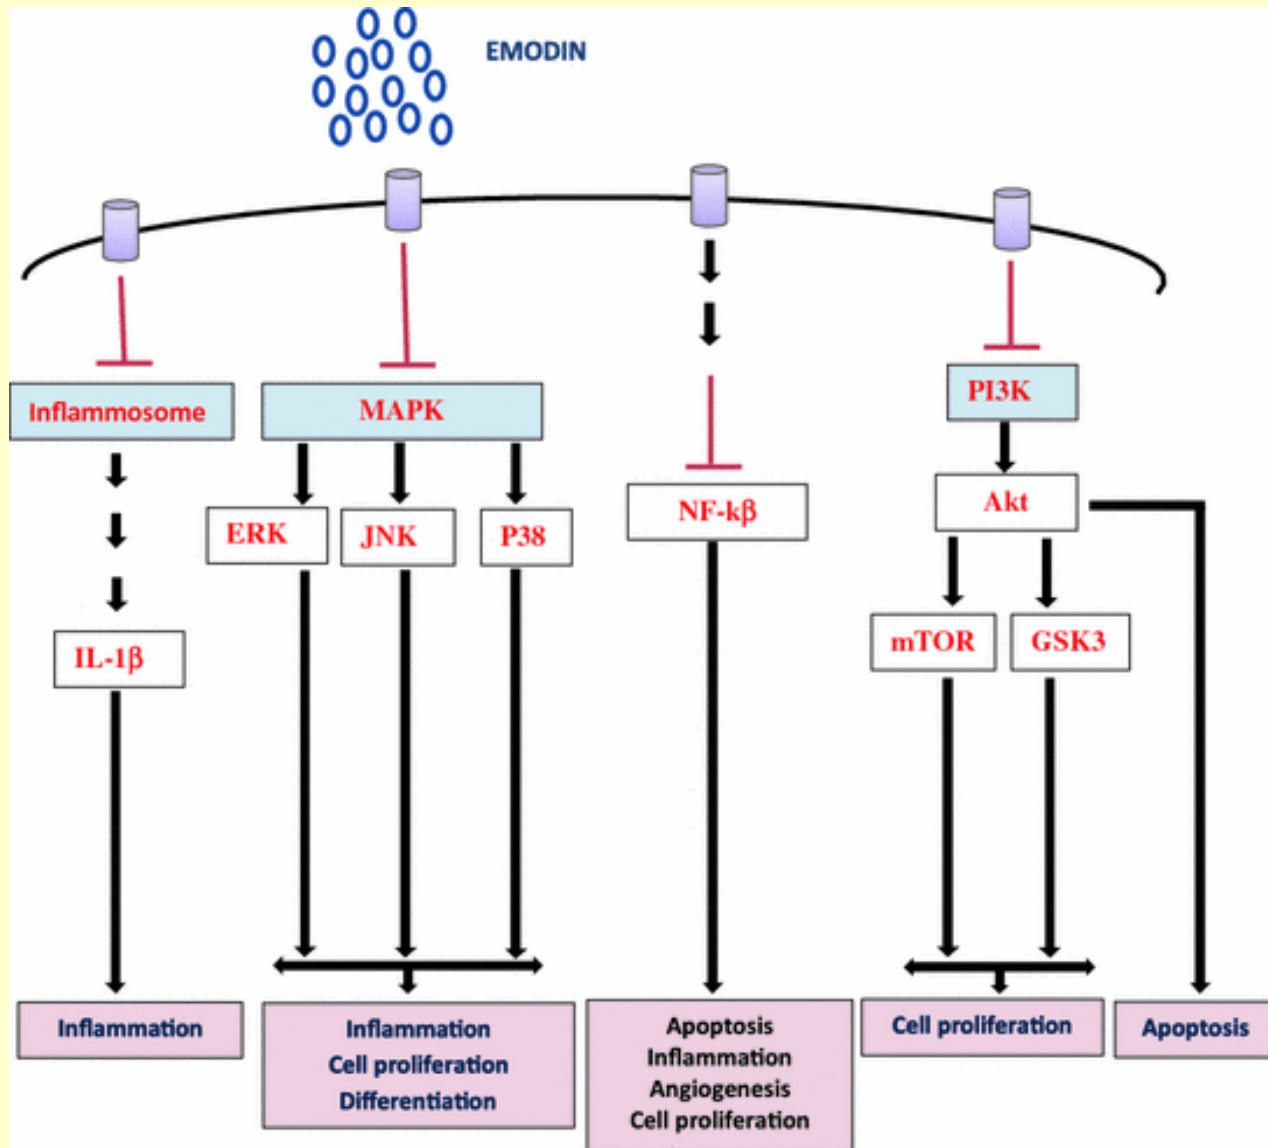 EMODIN
Inflammosome
MAPK
PI3K
ERK
JNK
P38
NF-kβ
Akt
IL-1β
mTOR
GSK3
Inflammation
Inflammation
Cell proliferation
Differentiation
Apoptosis
Inflammation
Angiogenesis
Cell proliferation
Cell proliferation
Apoptosis